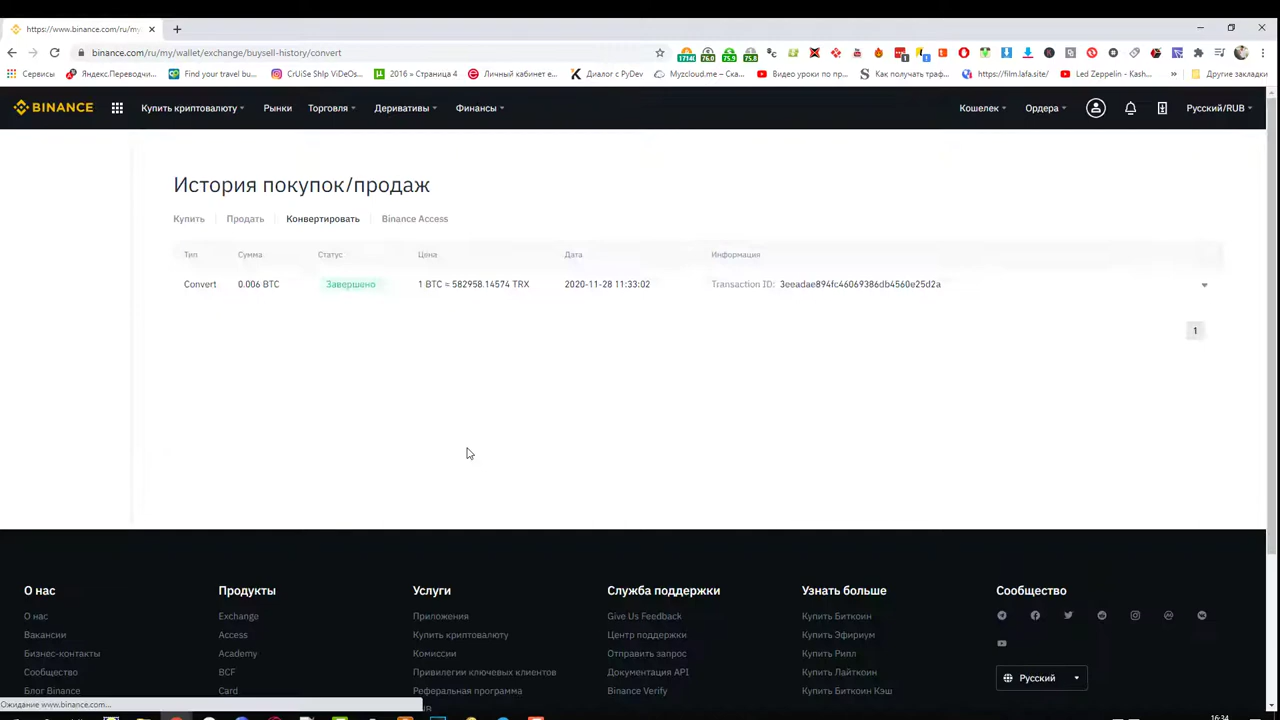 https://www.binance.com/ru/my
binance.com/ru/my/wallet/exchange/buysell-history/convert
Сервисы Яндекс.Переводчи... Find your travel bu... CrUiSe ShIp ViDeOs... 2016 » Страница 4 Личный кабинет е... Диалог с PyDev Myzcloud.me – Ска... Видео уроки по пр... Как получать траф... https://film.lafa.site/ Led Zeppelin - Kash... » Другие закладки
BINANCE Купить криптовалюту Рынки Торговля Деривативы Финансы Кошелек Ордера Русский/RUB
История покупок/продаж
Купить Продать Конвертировать Binance Access
Тип Сумма Статус Цена Дата Информация
Convert 0.006 BTC Завершено 1 BTC = 582958.14574 TRX 2020-11-28 11:33:02 Transaction ID: 3eeadae894fc46069386db4560e25d2a
1
О нас Продукты Услуги Служба поддержки Узнать больше Сообщество
О нас Exchange Приложения Give Us Feedback Купить Биткоин
Вакансии Access Купить криптовалюту Центр поддержки Купить Эфириум
Бизнес-контакты Academy Комиссии Отправить запрос Купить Рипл
Сообщество BCF Привилегии ключевых клиентов Документация API Купить Лайткоин
Русский
Блог Binance Card Реферальная программа Binance Verify Купить Биткоин Кэш
Ожидание www.binance.com...
16:34